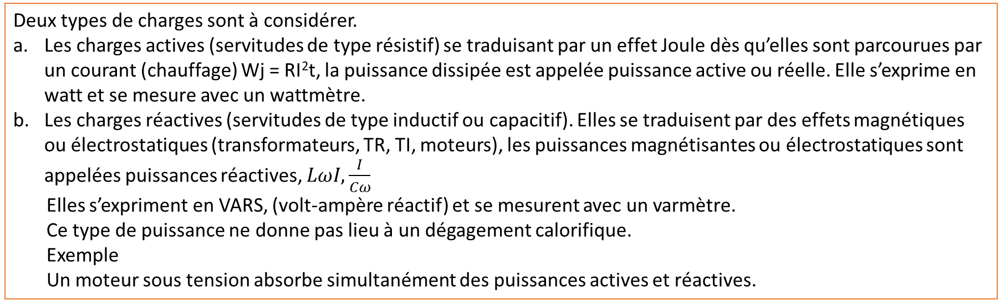 Deux types de charges sont à considérer.
a. Les charges actives (servitudes de type résistif) se traduisant par un effet Joule dès qu’elles sont parcourues par
un courant (chauffage) Wj = RI²t, la puissance dissipée est appelée puissance active ou réelle. Elle s’exprime en
watt et se mesure avec un wattmètre.
b. Les charges réactives (servitudes de type inductif ou capacitif). Elles se traduisent par des effets magnétiques
ou électrostatiques (transformateurs, TR, TI, moteurs), les puissances magnétisantes ou électrostatiques sont
appelées puissances réactives, LωI, I/Cω
Elles s’expriment en VARS, (volt-ampère réactif) et se mesurent avec un varmètre.
Ce type de puissance ne donne pas lieu à un dégagement calorifique.
Exemple
Un moteur sous tension absorbe simultanément des puissances actives et réactives.